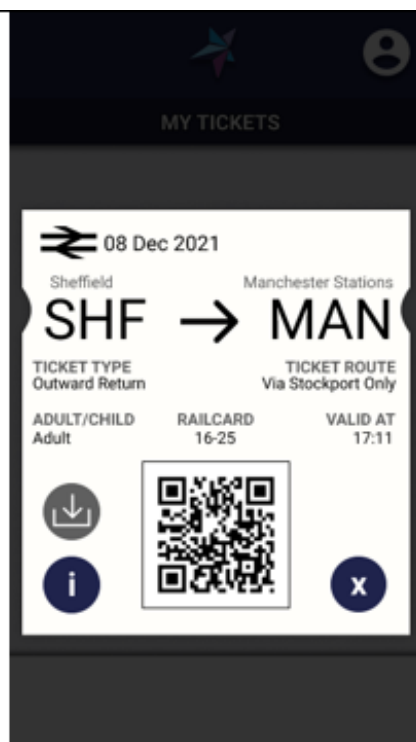 MY TICKETS
08 Dec 2021
Sheffield Manchester Stations
SHF → MAN
TICKET TYPE TICKET ROUTE
Outward Return Via Stockport Only
ADULT/CHILD RAILCARD VALID AT
Adult 16-25 17:11
i x